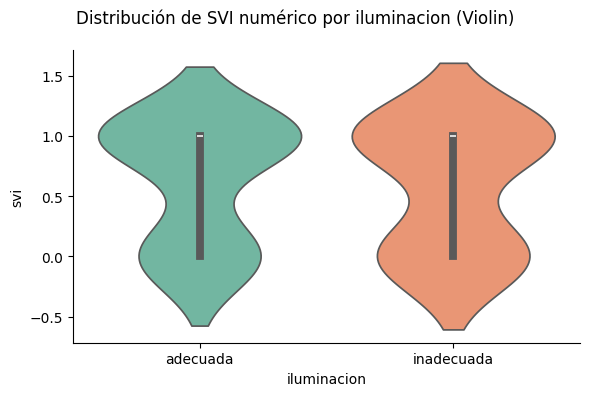 Distribución de SVI numérico por iluminacion (Violin)
1.5
1.0
0.5
0.0
−0.5
svi
adecuada
inadecuada
iluminacion